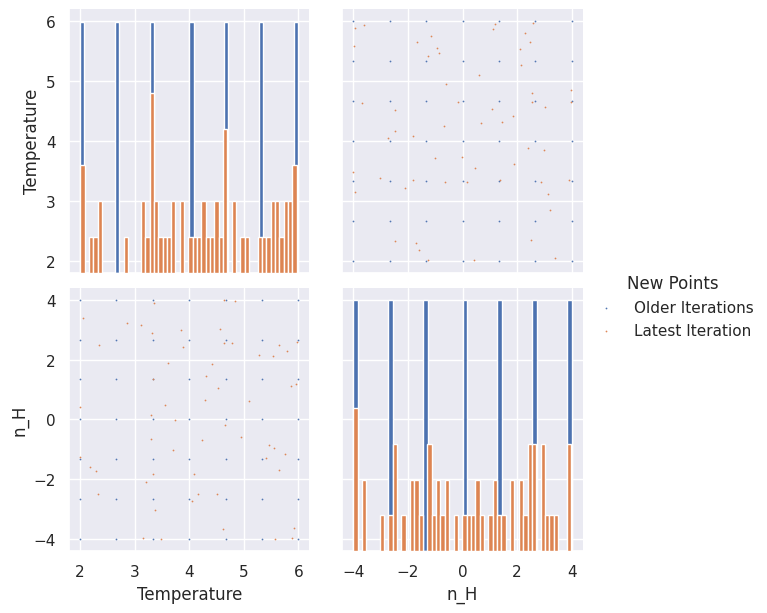 6
5
4
3
2
Temperature
New Points
Older Iterations
Latest Iteration
4
2
0
−2
−4
n_H
2 3 4 5 6 −4 −2 0 2 4
Temperature n_H